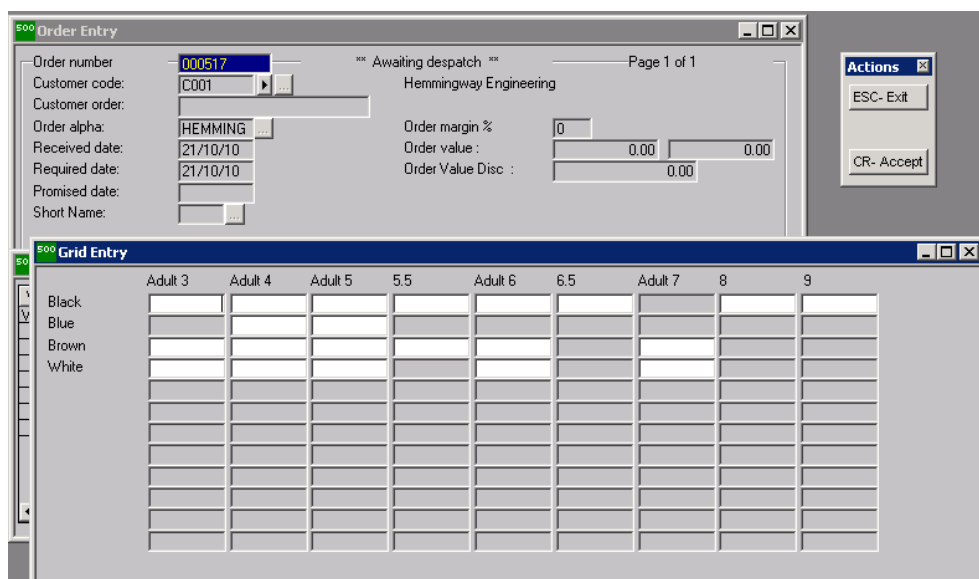 500 Order Entry
Order number 000517 ** Awaiting despatch ** Page 1 of 1
Customer code: C001 ... Hemmingway Engineering
Customer order:
Order alpha: HEMMING ... Order margin % 0
Received date: 21/10/10 Order value : 0.00 0.00
Required date: 21/10/10 Order Value Disc : 0.00
Promised date:
Short Name: ...
Actions
ESC- Exit
CR- Accept
500 Grid Entry
Adult 3 Adult 4 Adult 5 5.5 Adult 6 6.5 Adult 7 8 9
Black
Blue
Brown
White